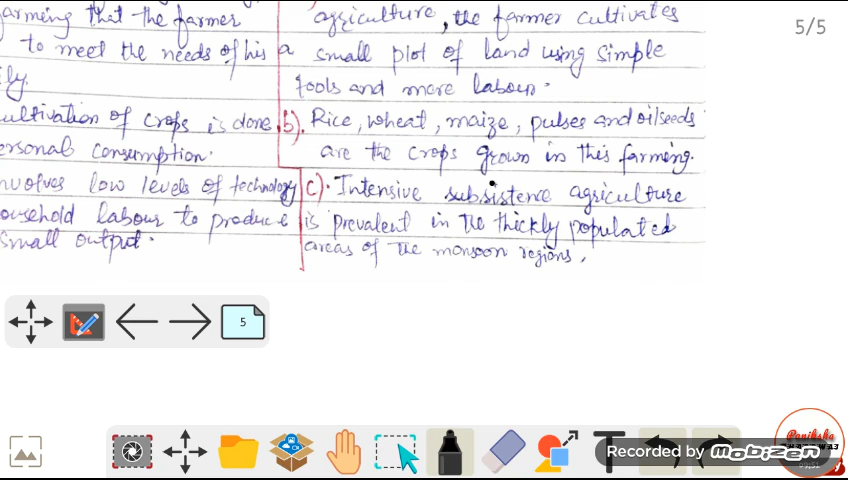 farming that the farmer
to meet the needs of his
ily.
ultivation of crops is done
ersonal consumption.
nvolves low levels of technology
ousehold labour to produce
small output.
agriculture, the farmer cultivates
a small plot of land using simple
tools and more labour.
b). Rice, wheat, maize, pulses and oilseeds
are the crops grown in this farming.
c). Intensive subsistence agriculture
is prevalent in the thickly populated
areas of the monsoon regions.
5/5
5
T
Recorded by mobizen
Paniksha
09:51